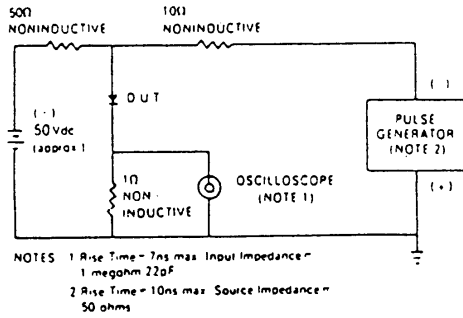 50Ω
NONINDUCTIVE
10Ω
NONINDUCTIVE
D U T
(-)
50 Vdc
(approx)
1Ω
NON-
INDUCTIVE
OSCILLOSCOPE
(NOTE 1)
(-)
PULSE
GENERATOR
(NOTE 2)
(+)
NOTES 1 Rise Time = 7ns max Input Impedance =
1 megohm 22pF
2 Rise Time = 10ns max Source Impedance =
50 ohms